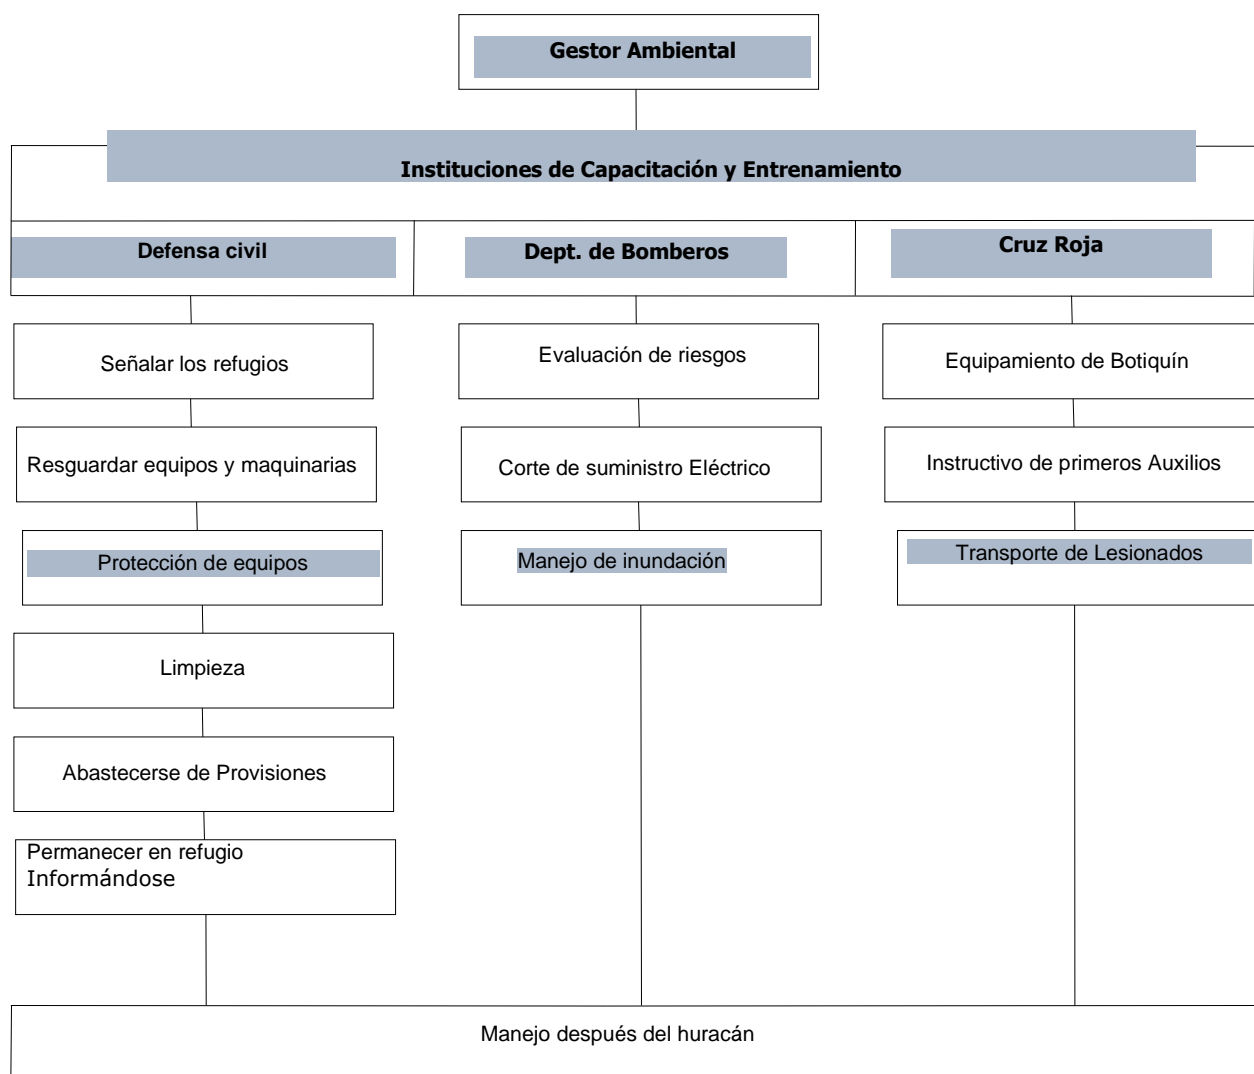 Gestor Ambiental
Instituciones de Capacitación y Entrenamiento
Defensa civil
Dept. de Bomberos
Cruz Roja
Señalar los refugios
Evaluación de riesgos
Equipamiento de Botiquín
Resguardar equipos y maquinarias
Corte de suministro Eléctrico
Instructivo de primeros Auxilios
Protección de equipos
Manejo de inundación
Transporte de Lesionados
Limpieza
Abastecerse de Provisiones
Permanecer en refugio
Informándose
Manejo después del huracán